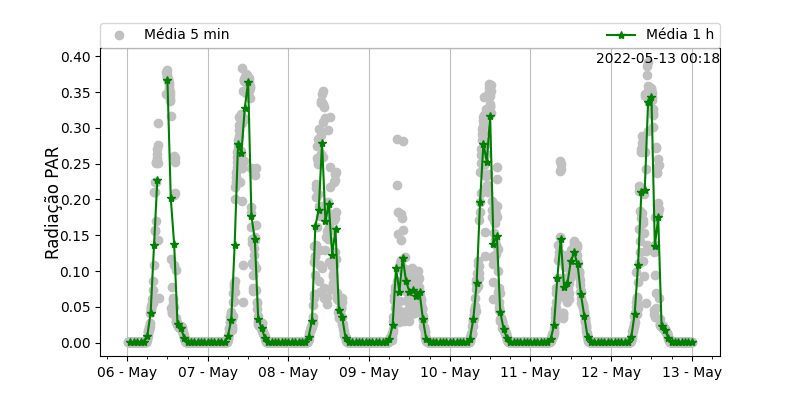 Média 5 min
Média 1 h
2022-05-13 00:18
Radiação PAR
0.40
0.35
0.30
0.25
0.20
0.15
0.10
0.05
0.00
06 - May
07 - May
08 - May
09 - May
10 - May
11 - May
12 - May
13 - May